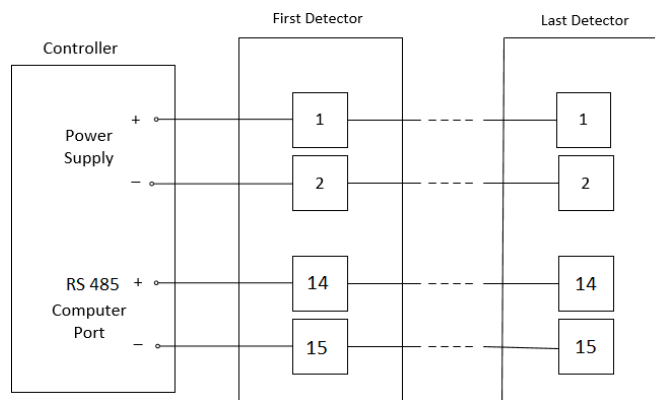 First Detector
Last Detector
Controller
+
1
1
Power
Supply
−
2
2
RS 485 +
14
14
Computer
Port
−
15
15